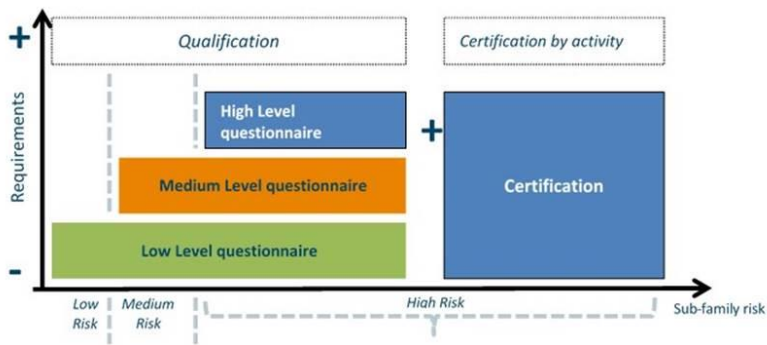 +
Qualification
Certification by activity
Requirements
High Level
questionnaire
+
Medium Level questionnaire
Certification
Low Level questionnaire
-
Low
Risk
Medium
Risk
High Risk
Sub-family risk